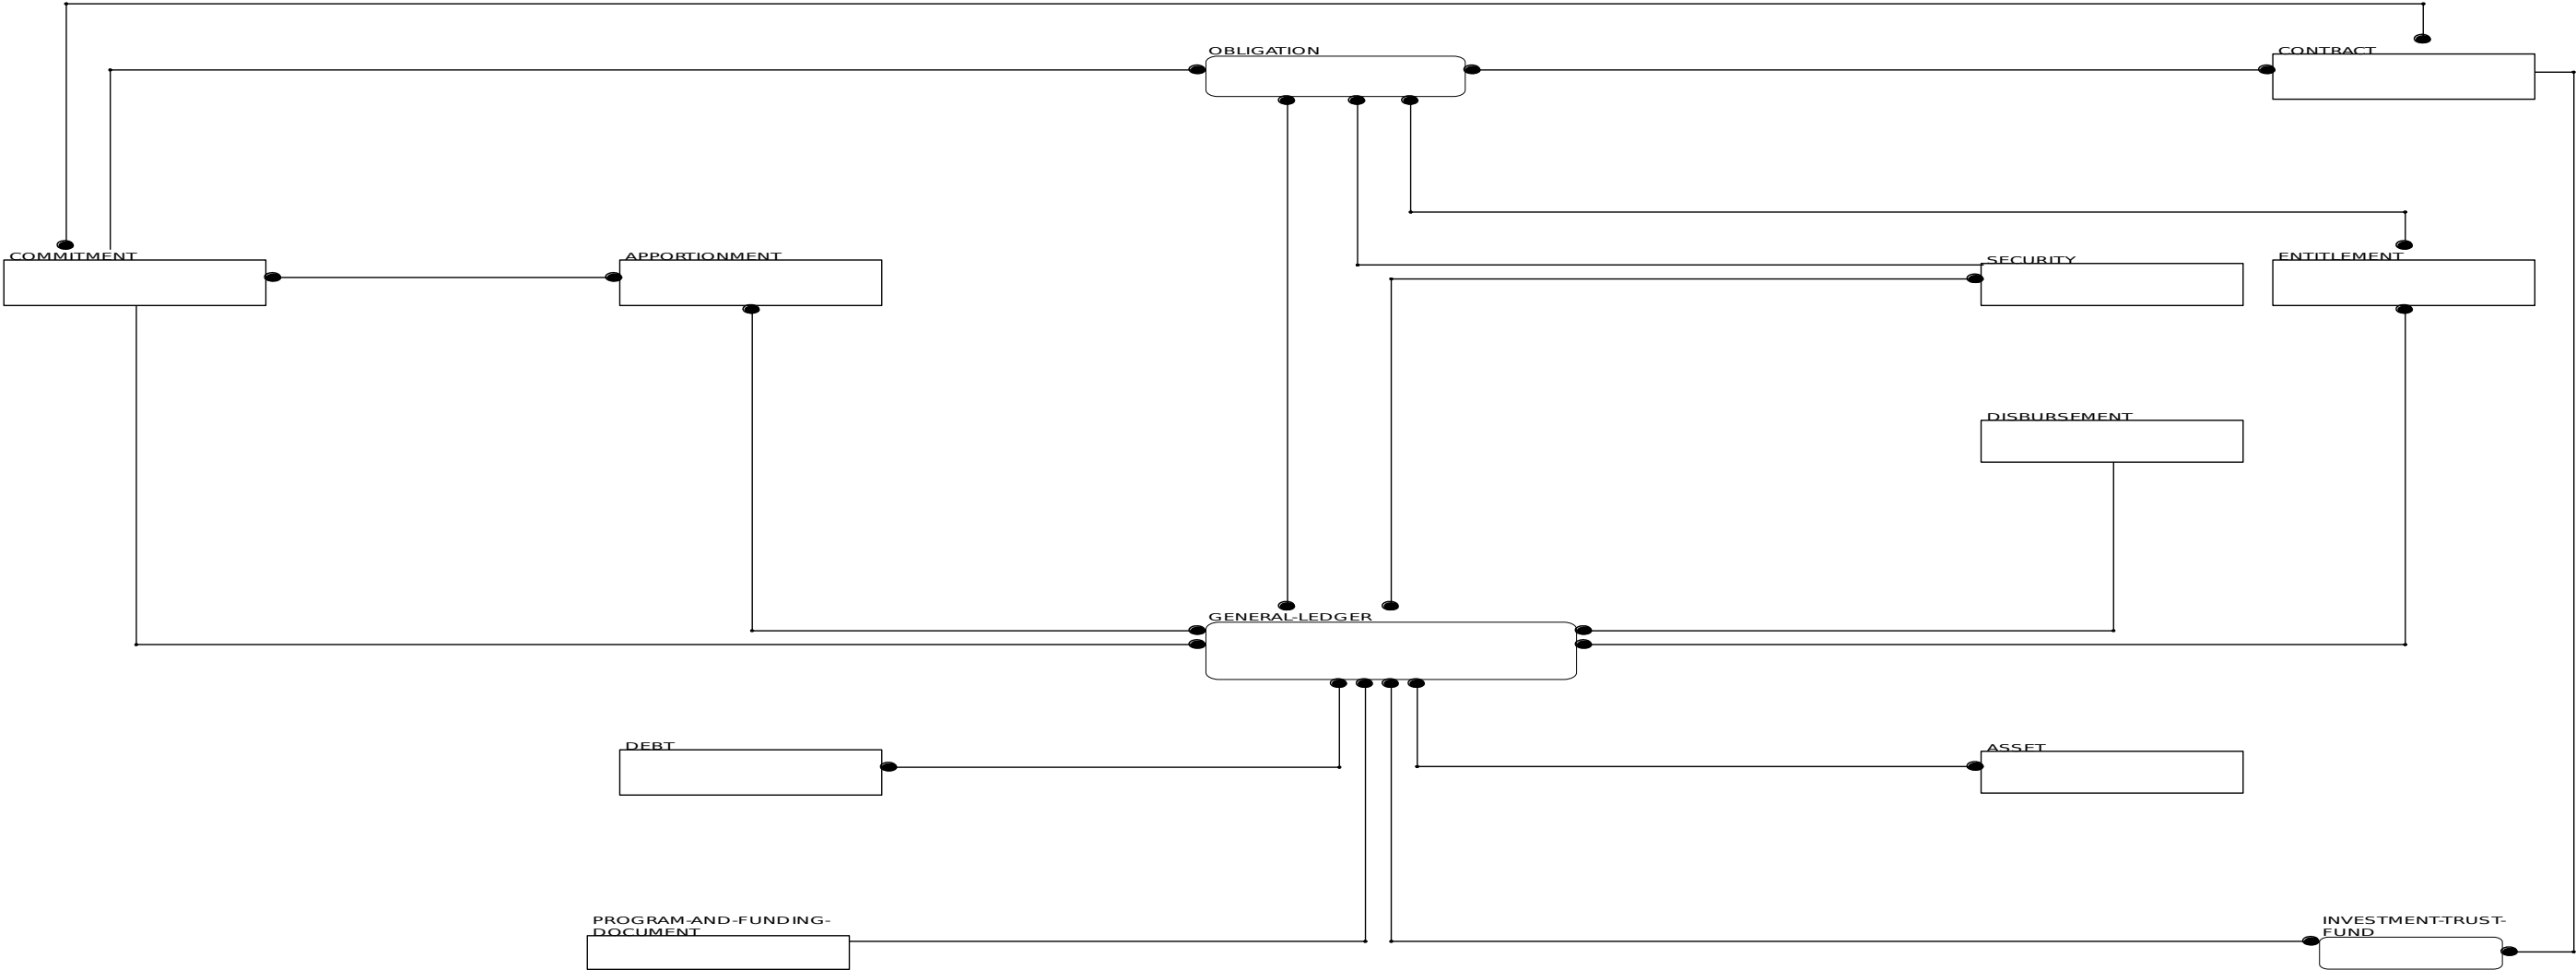 OBLIGATION
CONTRACT
COMMITMENT
APPORTIONMENT
SECURITY
ENTITLEMENT
DISBURSEMENT
GENERAL-LEDGER
DEBT
ASSET
PROGRAM-AND-FUNDING-
DOCUMENT
INVESTMENT-TRUST-
FUND